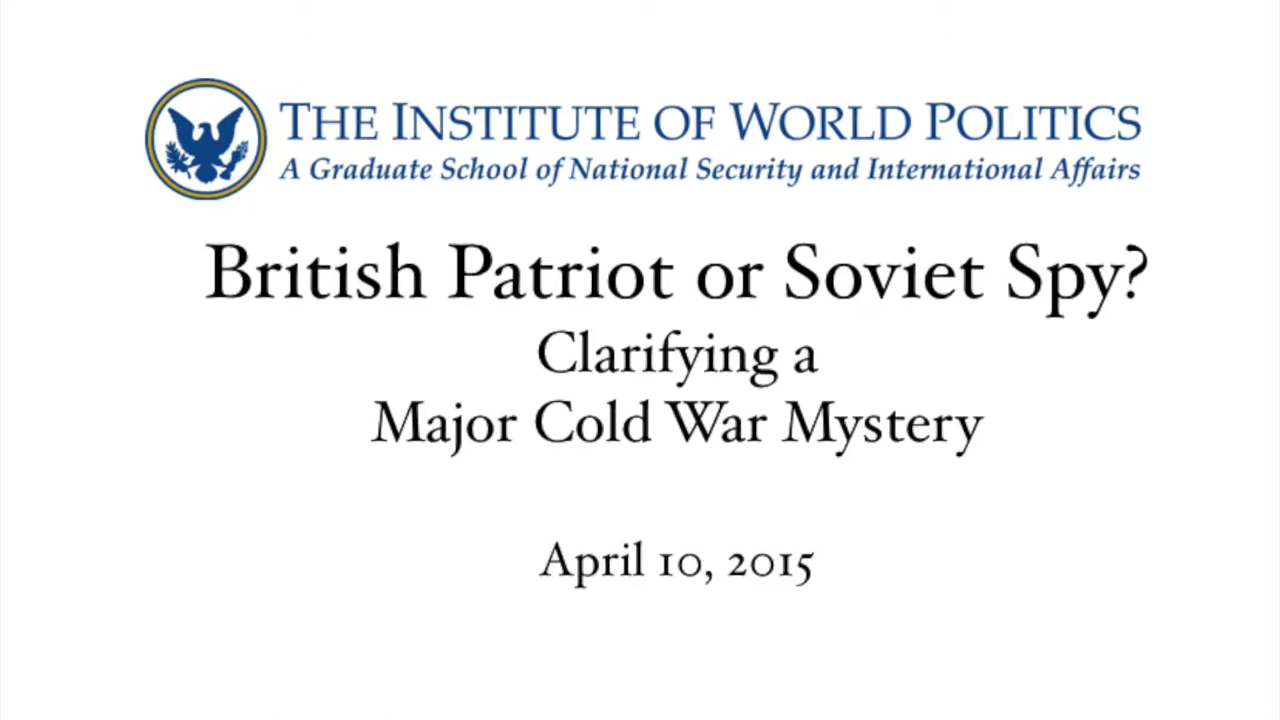 THE INSTITUTE OF WORLD POLITICS
A Graduate School of National Security and International Affairs
British Patriot or Soviet Spy?
Clarifying a
Major Cold War Mystery
April 10, 2015